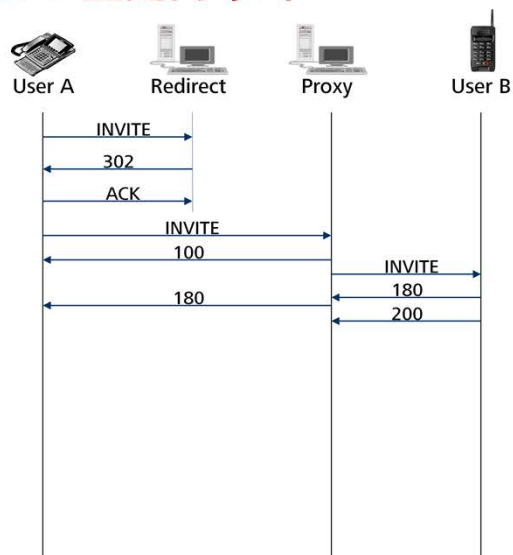 User A
Redirect
Proxy
User B
INVITE
302
ACK
INVITE
100
INVITE
180
180
200